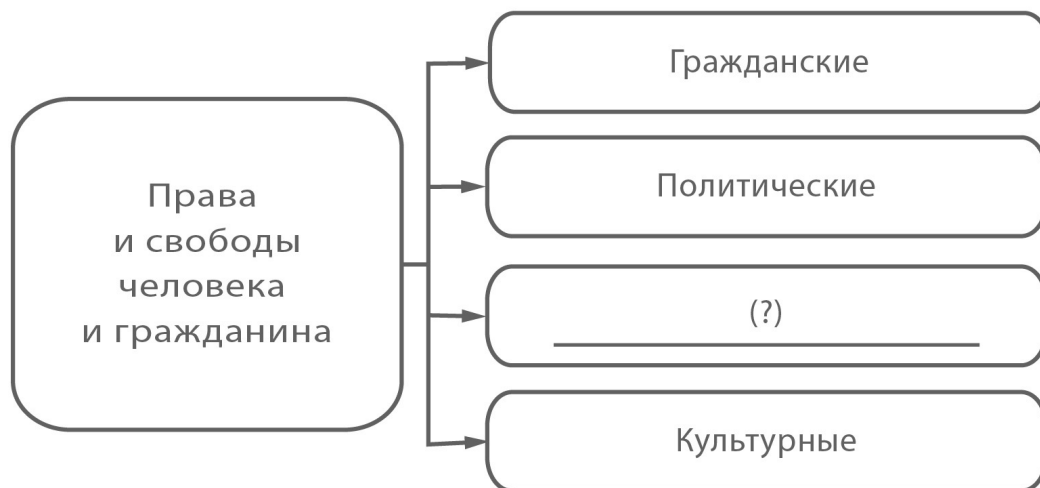 Права
и свободы
человека
и гражданина
Гражданские
Политические
(?)
Культурные